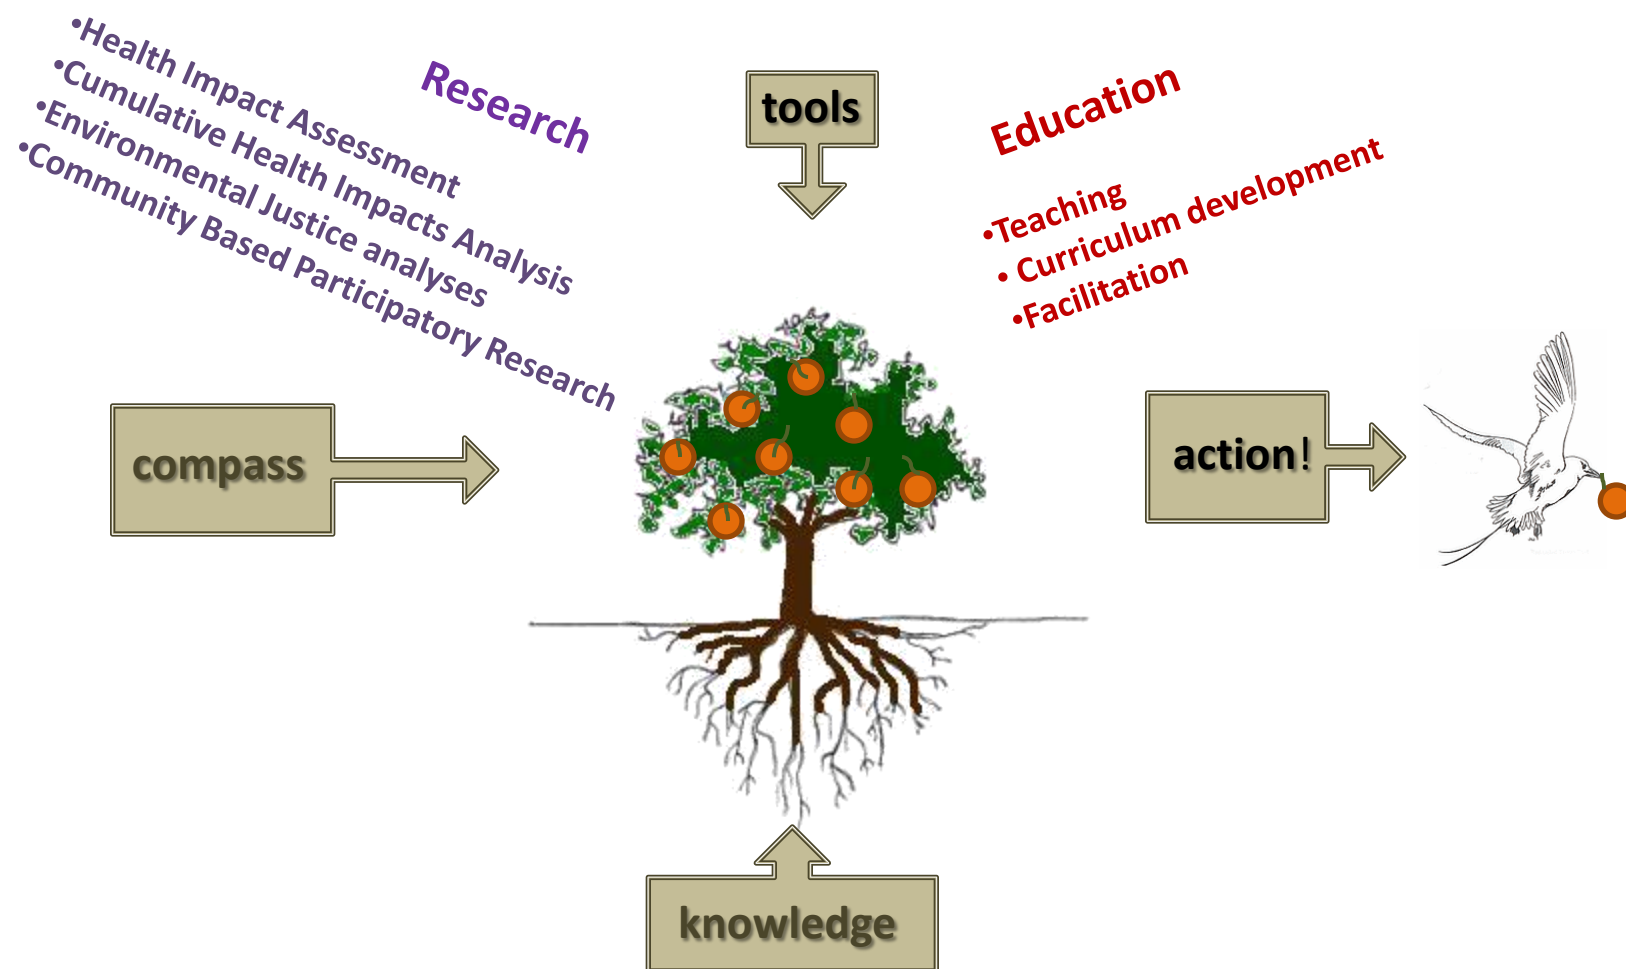 Research
•Health Impact Assessment
•Cumulative Health Impacts Analysis
•Environmental Justice analyses
•Community Based Participatory Research
tools
Education
•Teaching
• Curriculum development
•Facilitation
compass
action!
knowledge